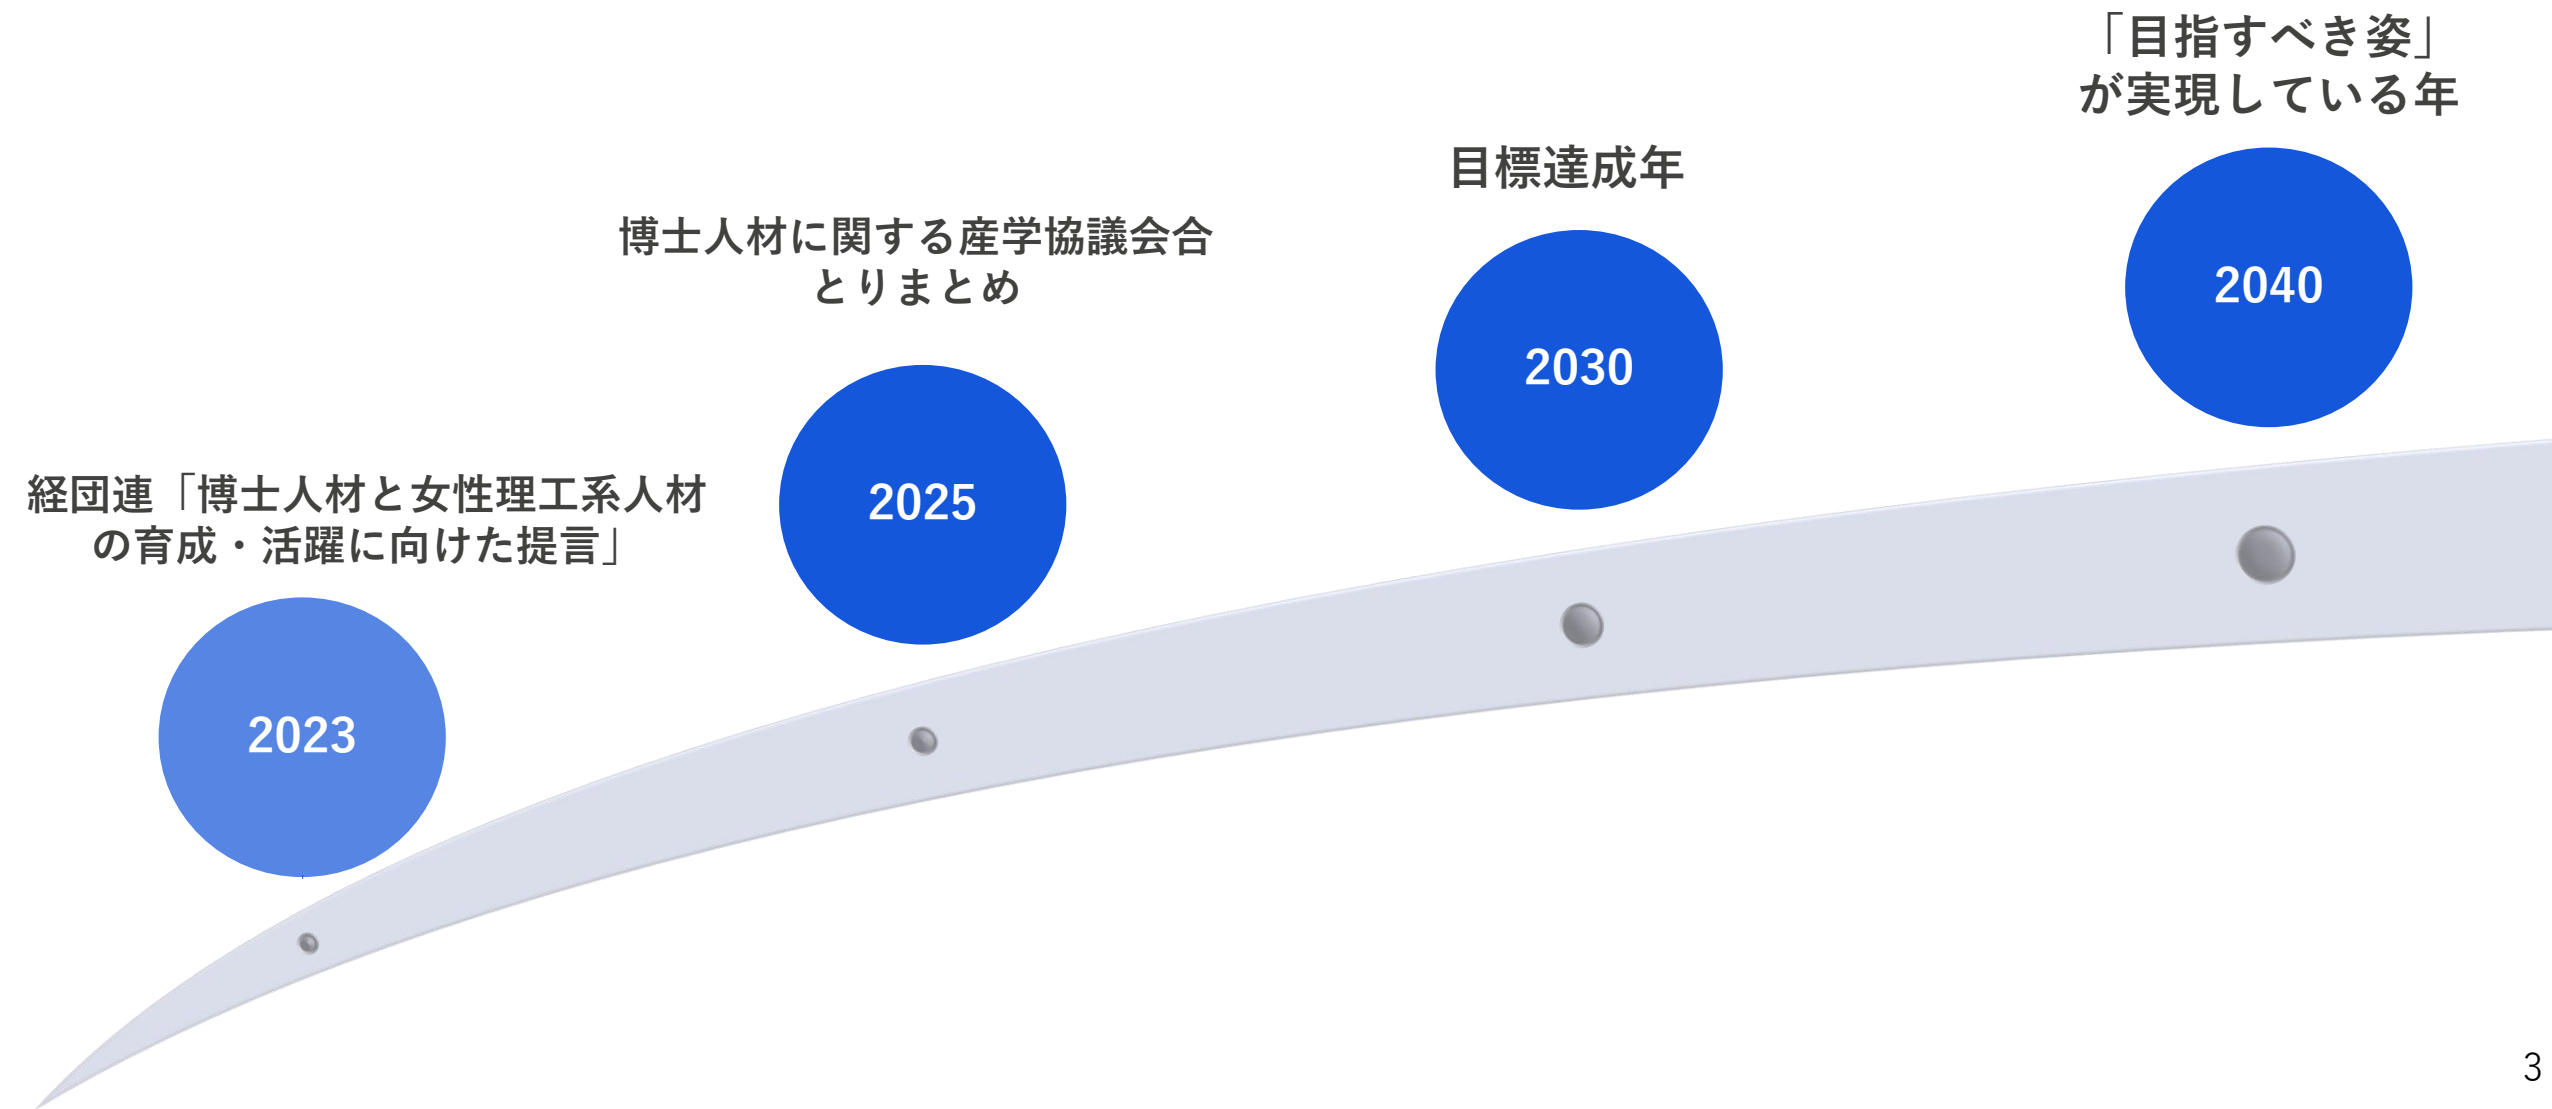 「目指すべき姿」
が実現している年
2040
目標達成年
2030
博士人材に関する産学協議会合
とりまとめ
2025
経団連「博士人材と女性理工系人材
の育成・活躍に向けた提言」
2023
3